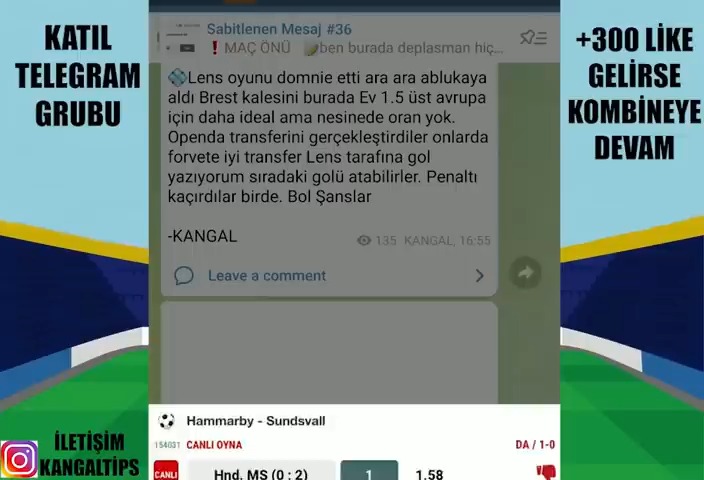 KATIL
TELEGRAM
GRUBU
Sabitlenen Mesaj #36
❗ MAÇ ÖNÜ ben burada deplasman hiç...
Lens oyunu domnie etti ara ara ablukaya
aldı Brest kalesini burada Ev 1.5 üst avrupa
için daha ideal ama nesinede oran yok.
Openda transferini gerçekleştirdiler onlarda
forvete iyi transfer Lens tarafına gol
yazıyorum sıradaki golü atabilirler. Penaltı
kaçırdılar birde. Bol Şanslar
-KANGAL
135 KANGAL, 16:55
Leave a comment
Hammarby - Sundsvall
154031 CANLI OYNA
DA / 1-0
CANLI
Hnd. MS (0 : 2)
1
1.58
+300 LİKE
GELİRSE
KOMBİNEYE
DEVAM
İLETİŞİM
KANGALTİPS